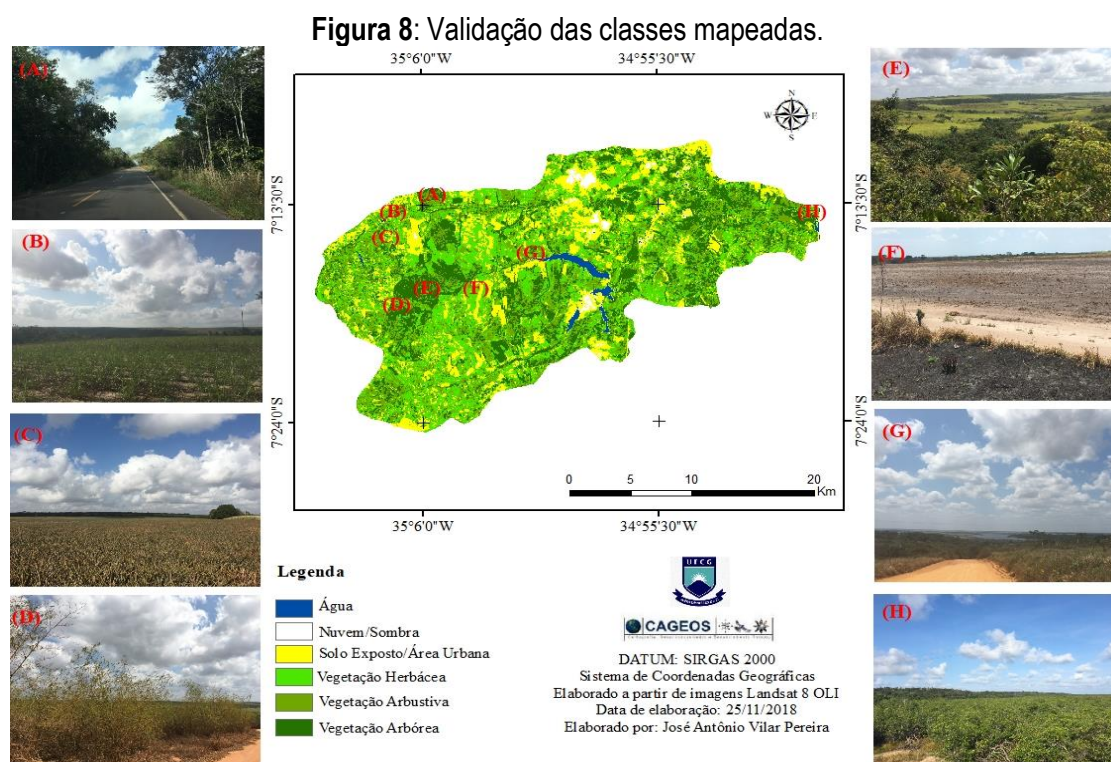 Figura 8: Validação das classes mapeadas.
35°6'0"W 34°55'30"W
(A)
(B)
(C)
(D)
(E)
(F)
(G)
(H)
N
W E
S
7°13'30"S 7°13'30"S
(A)
(B)
(C)
(G)
(H)
(E) (F)
(D)
7°24'0"S 7°24'0"S
0 5 10 20
Km
35°6'0"W 34°55'30"W
Legenda
Água
Nuvem/Sombra
Solo Exposto/Área Urbana
Vegetação Herbácea
Vegetação Arbustiva
Vegetação Arbórea
UFCG
CAGEOS
DATUM: SIRGAS 2000
Sistema de Coordenadas Geográficas
Elaborado a partir de imagens Landsat 8 OLI
Data de elaboração: 25/11/2018
Elaborado por: José Antônio Vilar Pereira